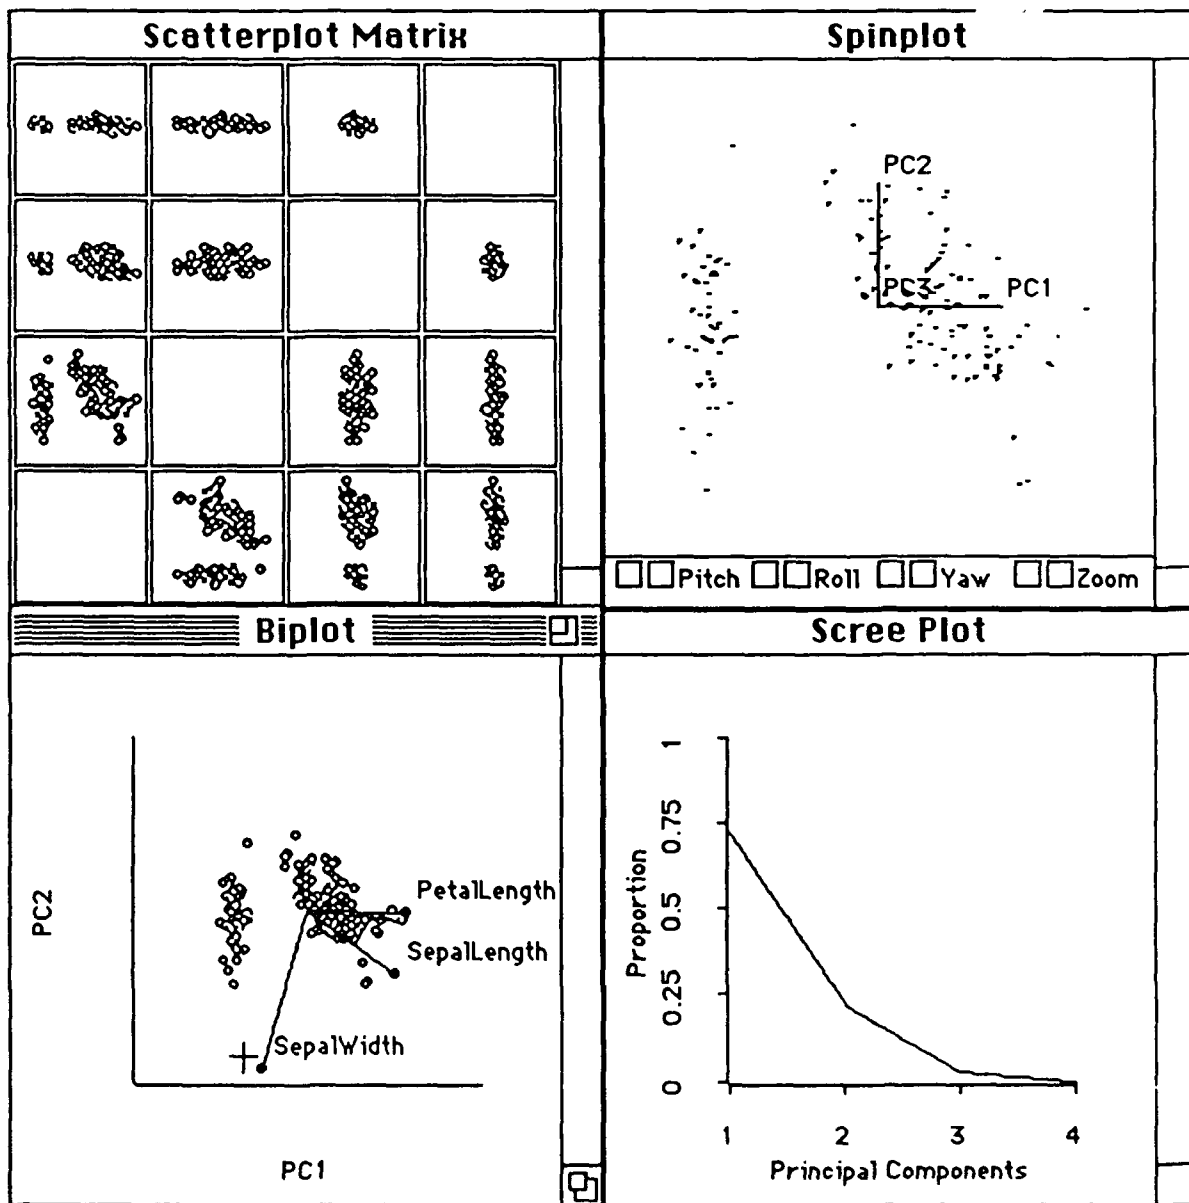 Scatterplot Matrix
Spinplot
PC2
PC3
PC1
Pitch
Roll
Yaw
Zoom
Biplot
PC2
PetalLength
SepalLength
SepalWidth
PC1
Scree Plot
Proportion
1
0.75
0.5
0.25
0
1 2 3 4
Principal Components